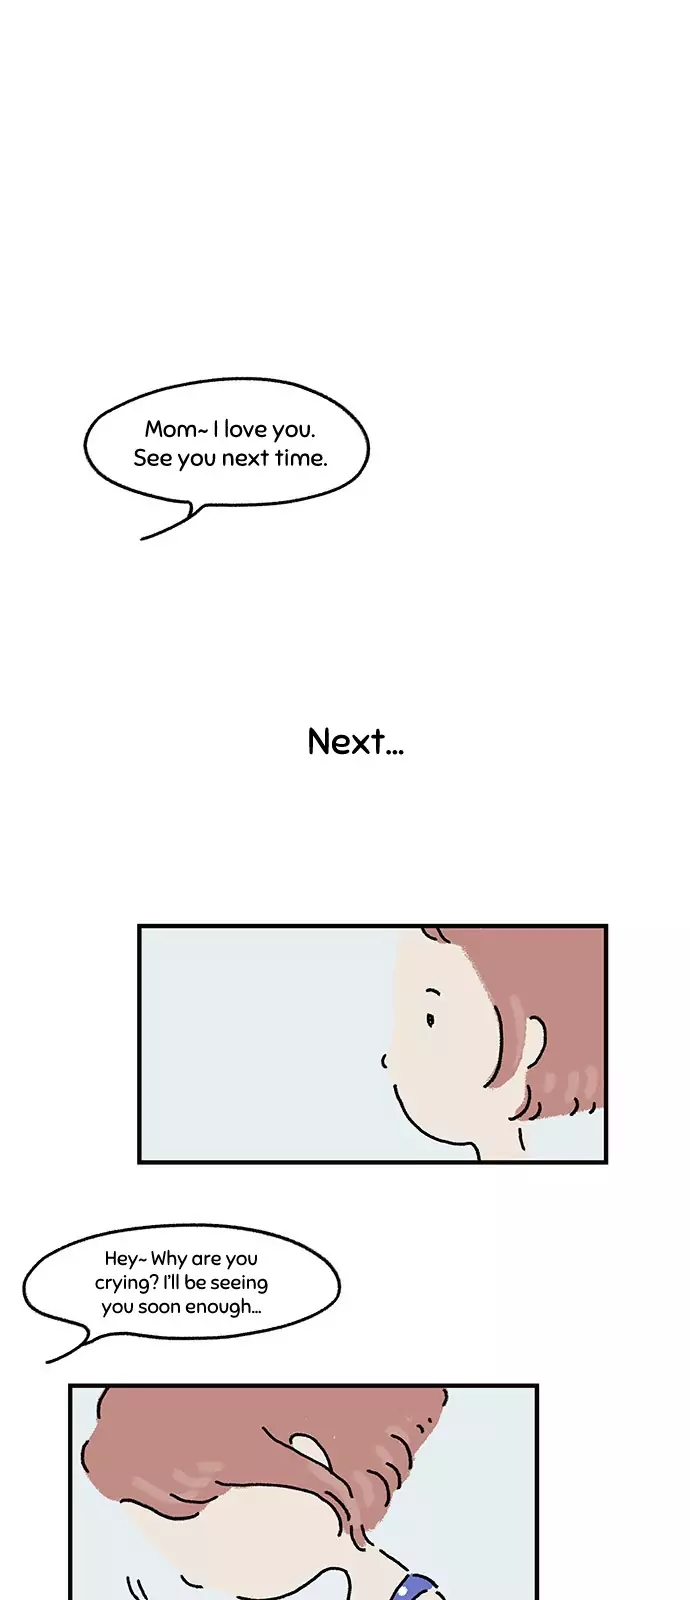 Mom~ I love you.
See you next time.
Next...
Hey~ Why are you
crying? I'll be seeing
you soon enough...